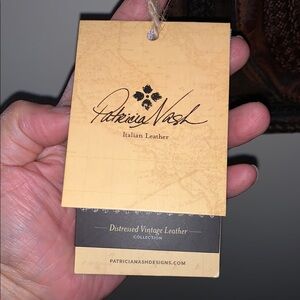 Patricia Nash
Italian Leather
Distressed Vintage Leather
COLLECTION
PATRICIANASHDESIGNS.COM